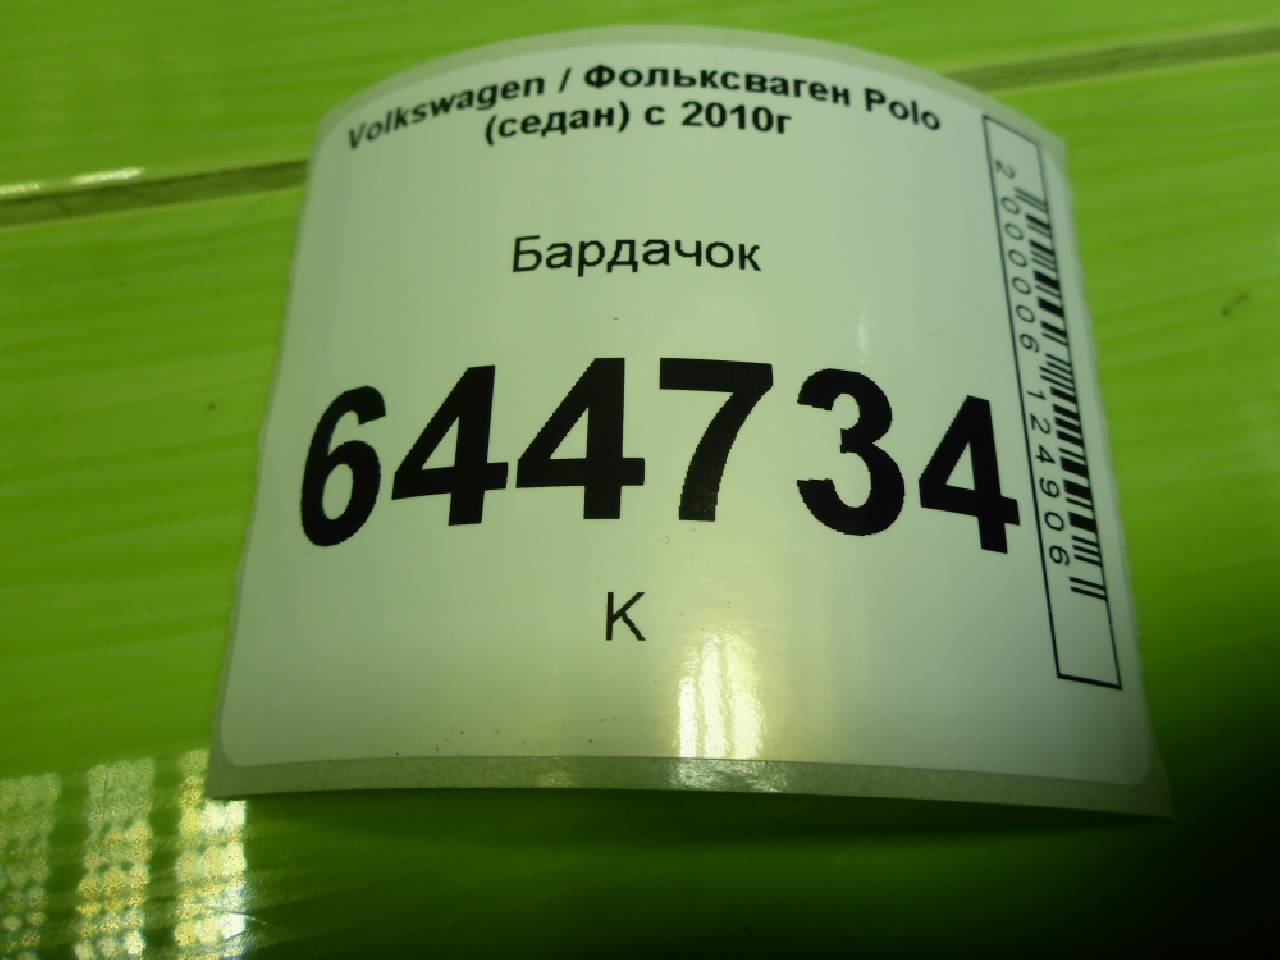 Volkswagen / Фольксваген Polo
(седан) с 2010г
Бардачок
644734
К
2000006124906